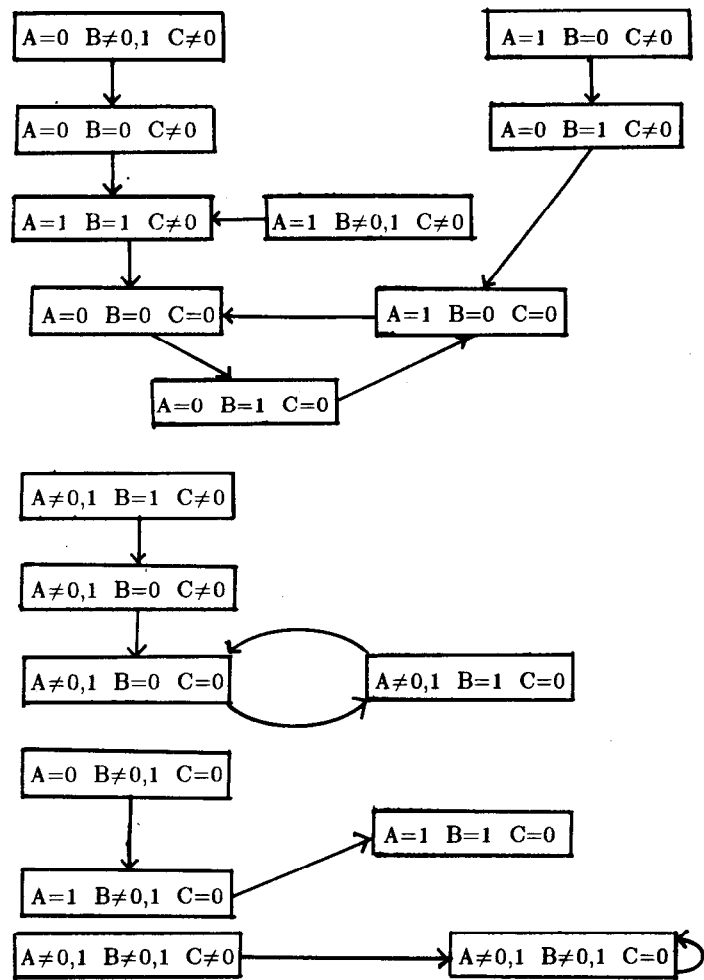 A=0 B≠0,1 C≠0
A=1 B=0 C≠0
A=0 B=0 C≠0
A=0 B=1 C≠0
A=1 B=1 C≠0
A=1 B≠0,1 C≠0
A=0 B=0 C=0
A=1 B=0 C=0
A=0 B=1 C=0
A≠0,1 B=1 C≠0
A≠0,1 B=0 C≠0
A≠0,1 B=0 C=0
A≠0,1 B=1 C=0
A=0 B≠0,1 C=0
A=1 B=1 C=0
A=1 B≠0,1 C=0
A≠0,1 B≠0,1 C≠0
A≠0,1 B≠0,1 C=0